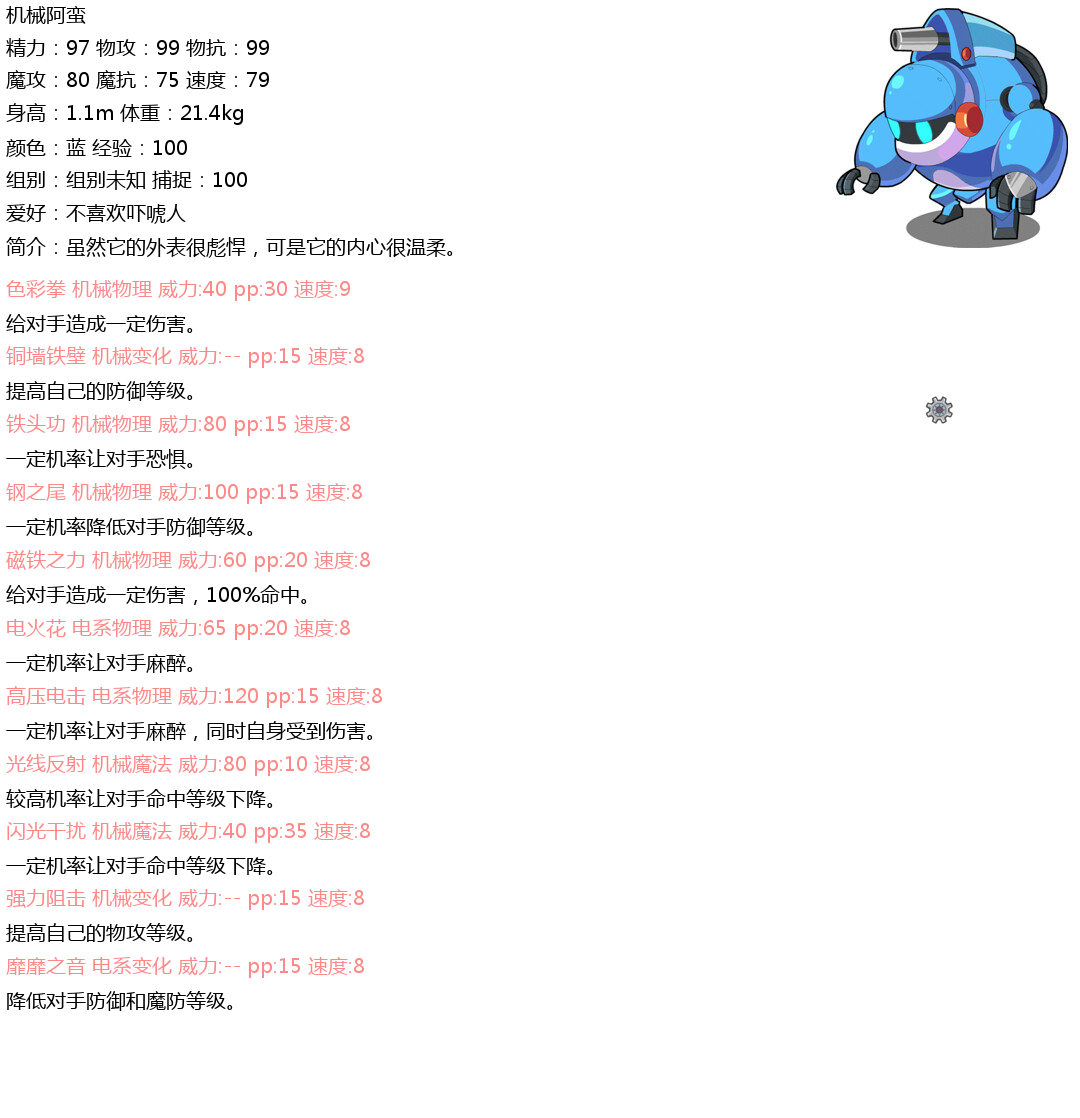 机械阿蛮
精力：97 物攻：99 物抗：99
魔攻：80 魔抗：75 速度：79
身高：1.1m 体重：21.4kg
颜色：蓝 经验：100
组别：组别未知 捕捉：100
爱好：不喜欢吓唬人
简介：虽然它的外表很彪悍，可是它的内心很温柔。
色彩拳 机械物理 威力:40 pp:30 速度:9
给对手造成一定伤害。
铜墙铁壁 机械变化 威力:-- pp:15 速度:8
提高自己的防御等级。
铁头功 机械物理 威力:80 pp:15 速度:8
一定机率让对手恐惧。
钢之尾 机械物理 威力:100 pp:15 速度:8
一定机率降低对手防御等级。
磁铁之力 机械物理 威力:60 pp:20 速度:8
给对手造成一定伤害，100%命中。
电火花 电系物理 威力:65 pp:20 速度:8
一定机率让对手麻醉。
高压电击 电系物理 威力:120 pp:15 速度:8
一定机率让对手麻醉，同时自身受到伤害。
光线反射 机械魔法 威力:80 pp:10 速度:8
较高机率让对手命中等级下降。
闪光干扰 机械魔法 威力:40 pp:35 速度:8
一定机率让对手命中等级下降。
强力阻击 机械变化 威力:-- pp:15 速度:8
提高自己的物攻等级。
靡靡之音 电系变化 威力:-- pp:15 速度:8
降低对手防御和魔防等级。